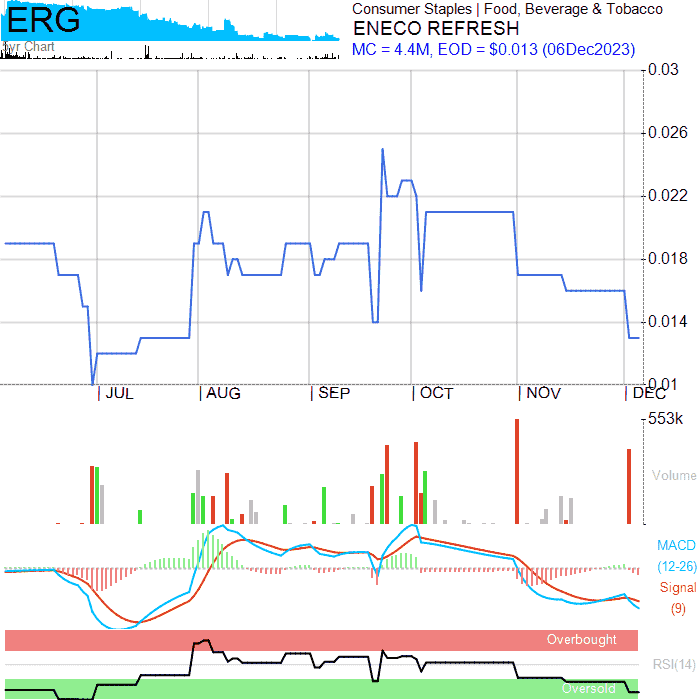 ERG
5yr Chart
Consumer Staples | Food, Beverage & Tobacco
ENECO REFRESH
MC = 4.4M, EOD = $0.013 (06Dec2023)
0.03
0.026
0.022
0.018
0.014
0.01
JUL
AUG
SEP
OCT
NOV
DEC
553k
Volume
MACD
(12-26)
Signal
(9)
Overbought
RSI(14)
Oversold